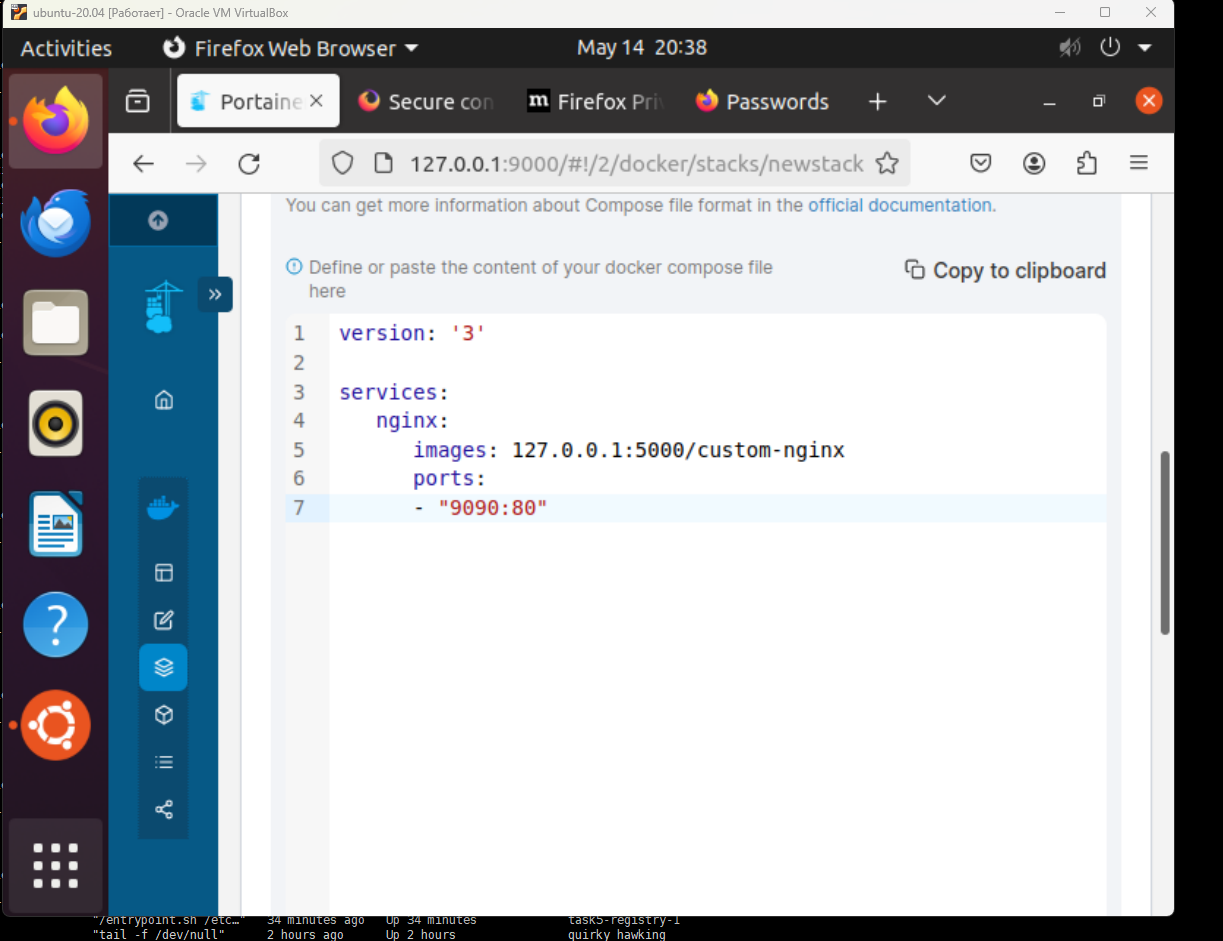 ubuntu-20.04 [Работает] - Oracle VM VirtualBox
Activities Firefox Web Browser May 14 20:38
Portaine Secure con Firefox Priv Passwords
127.0.0.1:9000/#!/2/docker/stacks/newstack
You can get more information about Compose file format in the official documentation.
Define or paste the content of your docker compose file
here
Copy to clipboard
1 version: '3'
2
3 services:
4 nginx:
5 images: 127.0.0.1:5000/custom-nginx
6 ports:
7 - "9090:80"
"/entrypoint.sh /etc…" 34 minutes ago Up 34 minutes task5-registry-1
"tail -f /dev/null" 2 hours ago Up 2 hours quirky hawking